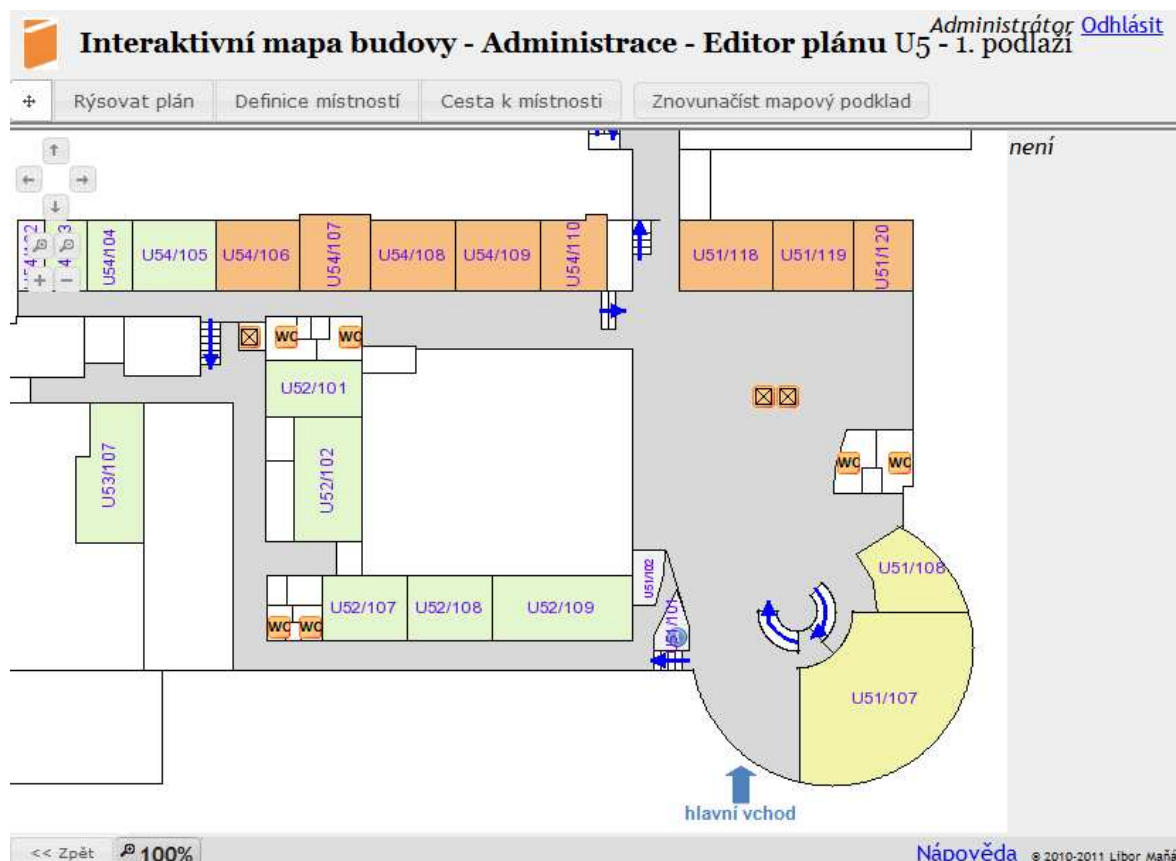 Administrátor Odhlásit
Interaktivní mapa budovy - Administrace - Editor plánu U5 - 1. podlaží
Rýsovat plán Definice místností Cesta k místnosti Znovunačíst mapový podklad
není
U54/104
U54/105
U54/106
U54/107
U54/108
U54/109
U54/110
U51/118
U51/119
U51/120
WC WC
U52/101
U53/107
U52/102
WC WC
U51/102
U51/108
U52/107
U52/108
U52/109
U51/101
WC WC
U51/107
hlavní vchod
<< Zpět 100%
Nápověda © 2010-2011 Libor